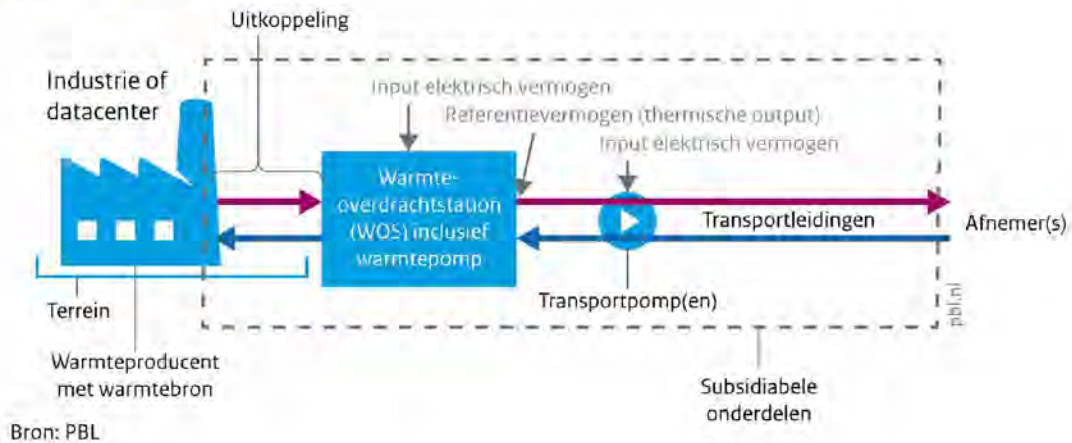 Uitkoppeling
Industrie of
datacenter
Input elektrisch vermogen
Referentievermogen (thermische output)
Input elektrisch vermogen
Warmte-
overdrachtstation
(WOS) inclusief
warmtepomp
Transportleidingen
Afnemer(s)
Terrein
Transportpomp(en)
pbl.nl
Warmteproducent
met warmtebron
Subsidiabele
onderdelen
Bron: PBL